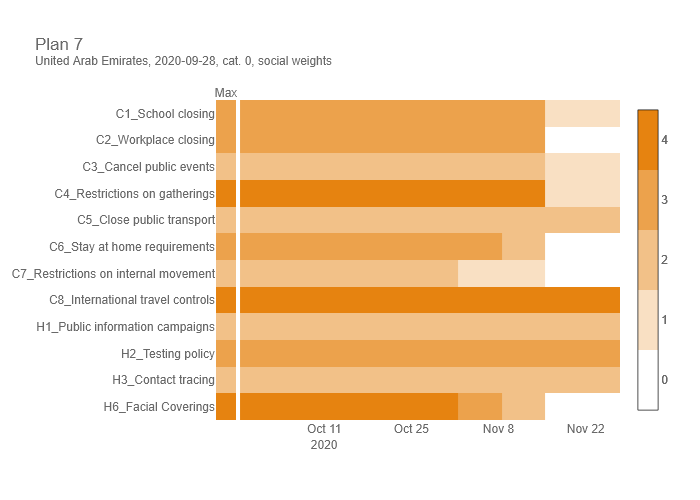 Plan 7
United Arab Emirates, 2020-09-28, cat. 0, social weights
Max
C1_School closing
C2_Workplace closing
C3_Cancel public events
C4_Restrictions on gatherings
C5_Close public transport
C6_Stay at home requirements
C7_Restrictions on internal movement
C8_International travel controls
H1_Public information campaigns
H2_Testing policy
H3_Contact tracing
H6_Facial Coverings
Oct 11 Oct 25 Nov 8 Nov 22
2020
4
3
2
1
0